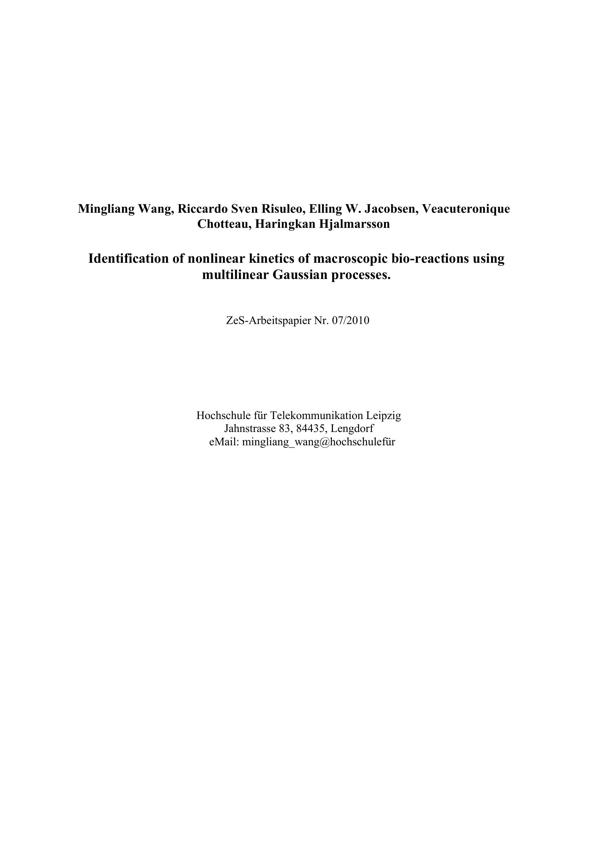 Mingliang Wang, Riccardo Sven Risuleo, Elling W. Jacobsen, Veacuteronique
Chotteau, Haringkan Hjalmarsson
Identification of nonlinear kinetics of macroscopic bio-reactions using
multilinear Gaussian processes.
ZeS-Arbeitspapier Nr. 07/2010
Hochschule für Telekommunikation Leipzig
Jahnstrasse 83, 84435, Lengdorf
eMail: mingliang_wang@hochschulefür